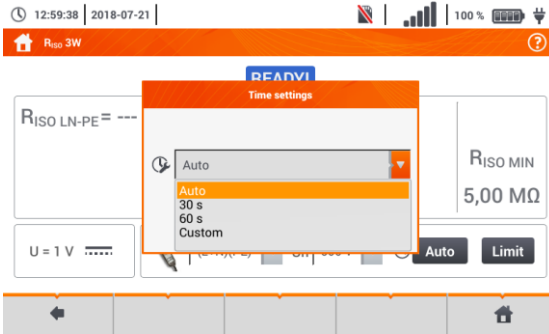 12:59:38 2018-07-21 100 %
RISO 3W ?
READY!
Time settings
RISO LN-PE= ---
Auto
Auto
30 s
60 s
Custom
RISO MIN
5,00 MΩ
U = 1 V
Auto
Limit